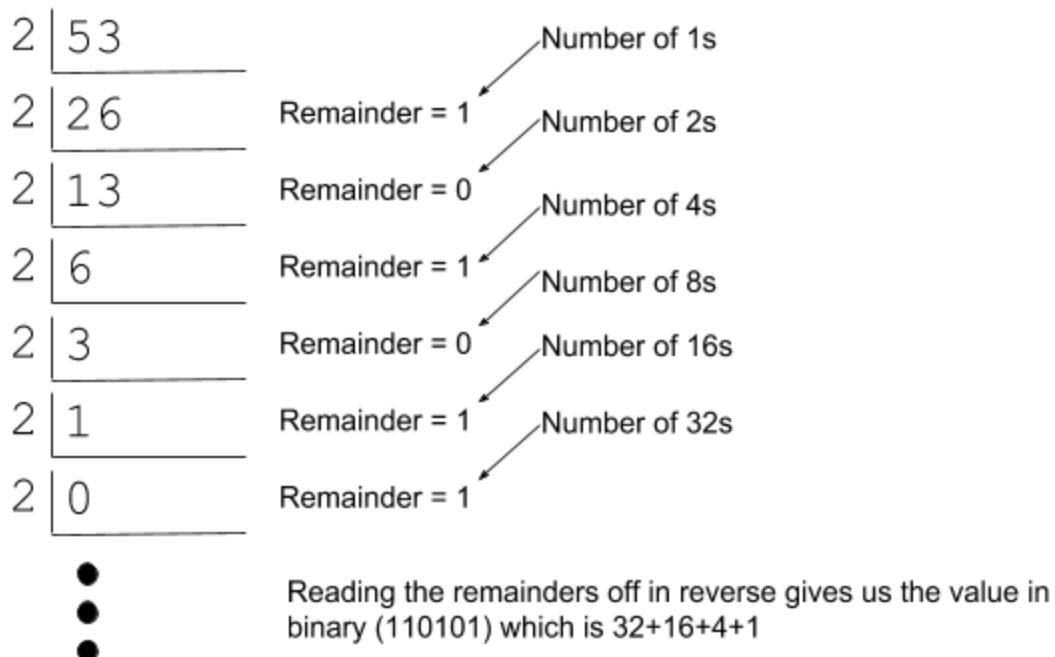 2 53
Number of 1s
2 26 Remainder = 1
Number of 2s
2 13 Remainder = 0
Number of 4s
2 6 Remainder = 1
Number of 8s
2 3 Remainder = 0
Number of 16s
2 1 Remainder = 1
Number of 32s
2 0 Remainder = 1
Reading the remainders off in reverse gives us the value in
binary (110101) which is 32+16+4+1